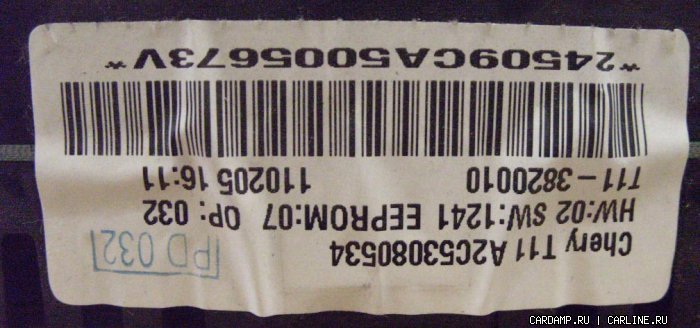 Chery T11 A2C53080534
HW:02 SW:1241 EEPROM:07 OP: 032
T11-3820010 110205 16:11
*24509CA5005673V*
PD 032
CARDAMP.RU | CARLINE.RU